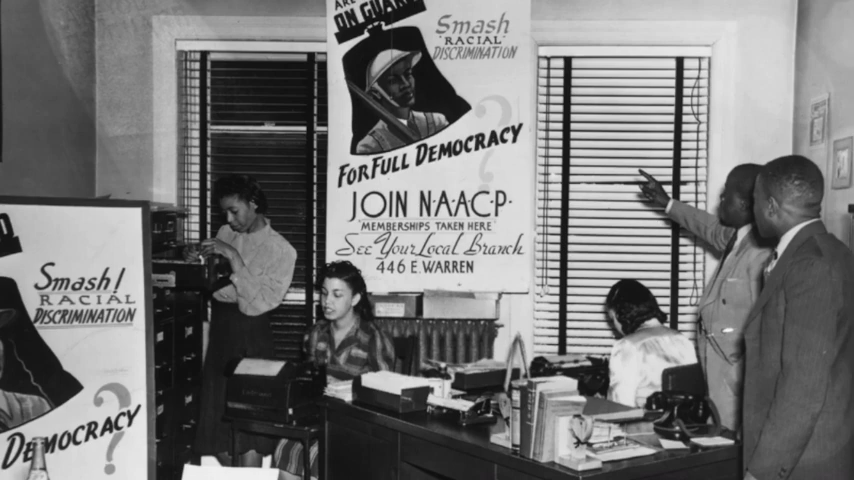 ARE
ON GUARD
Smash
RACIAL
DISCRIMINATION
FOR FULL DEMOCRACY
?
JOIN N·A·A·C·P·
"MEMBERSHIPS TAKEN HERE"
See Your Local Branch
446 E. WARREN
Smash!
RACIAL
DISCRIMINATION
DEMOCRACY
?